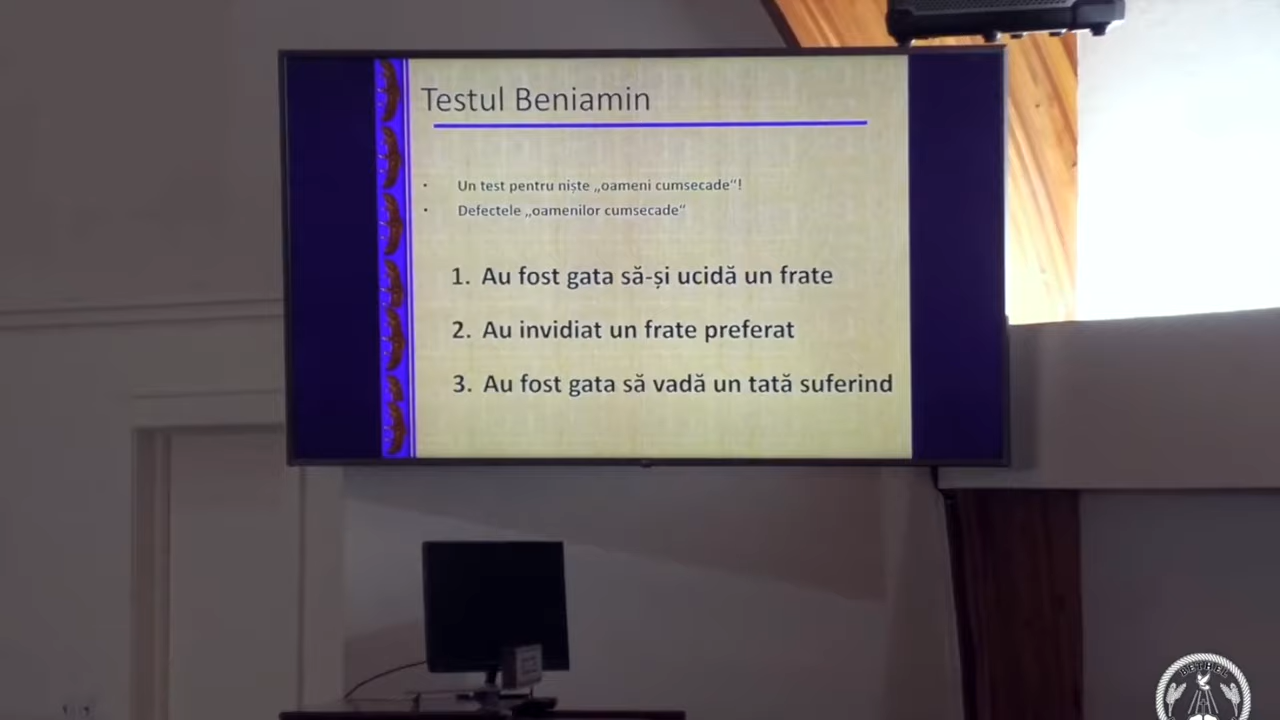 Testul Beniamin
• Un test pentru niște „oameni cumsecade“!
• Defectele „oamenilor cumsecade“
1. Au fost gata să-și ucidă un frate
2. Au invidiat un frate preferat
3. Au fost gata să vadă un tată suferind
BETHEL